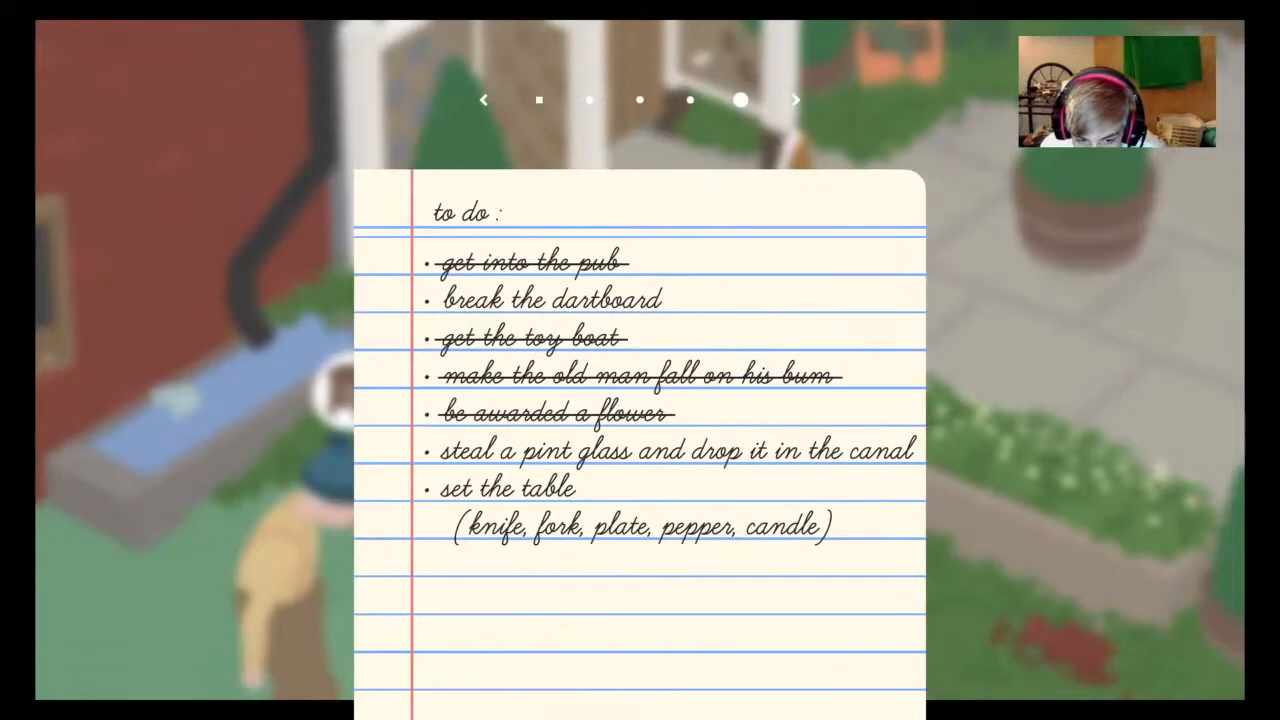 to do :
• get into the pub
• break the dartboard
• get the toy boat
• make the old man fall on his bum
• be awarded a flower
• steal a pint glass and drop it in the canal
• set the table
(knife, fork, plate, pepper, candle)